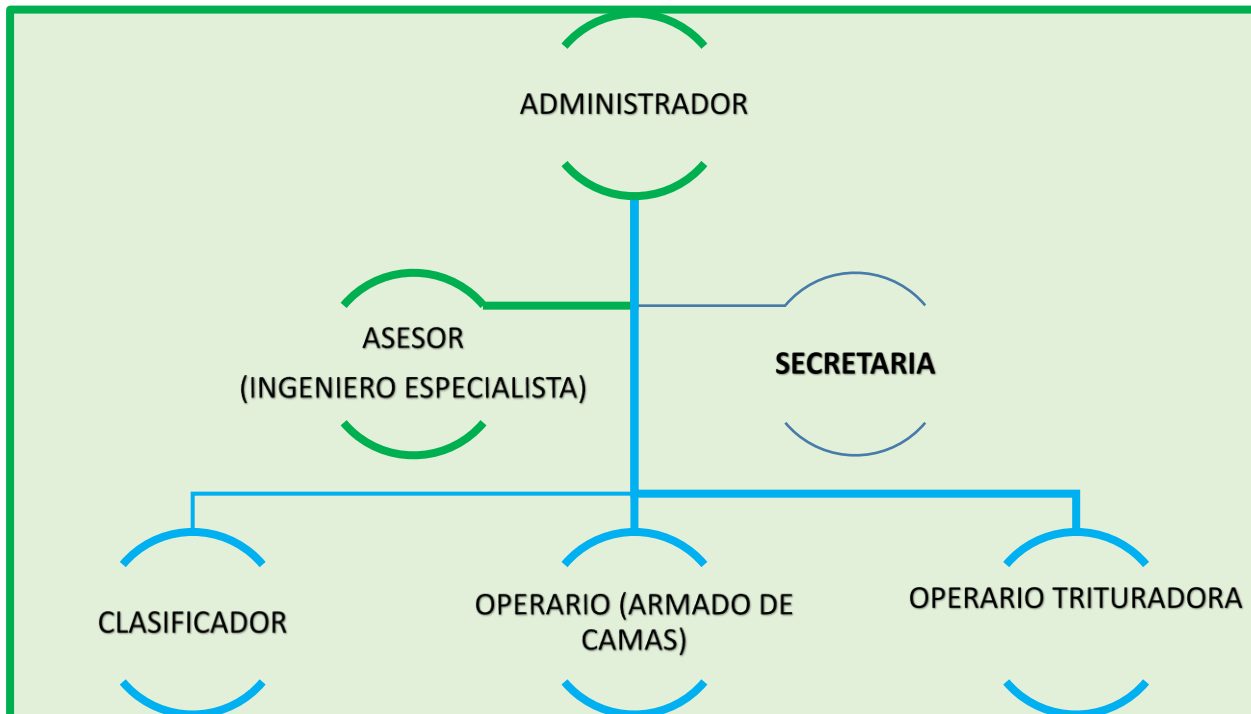 ADMINISTRADOR
ASESOR
(INGENIERO ESPECIALISTA)
SECRETARIA
CLASIFICADOR
OPERARIO (ARMADO DE
CAMAS)
OPERARIO TRITURADORA